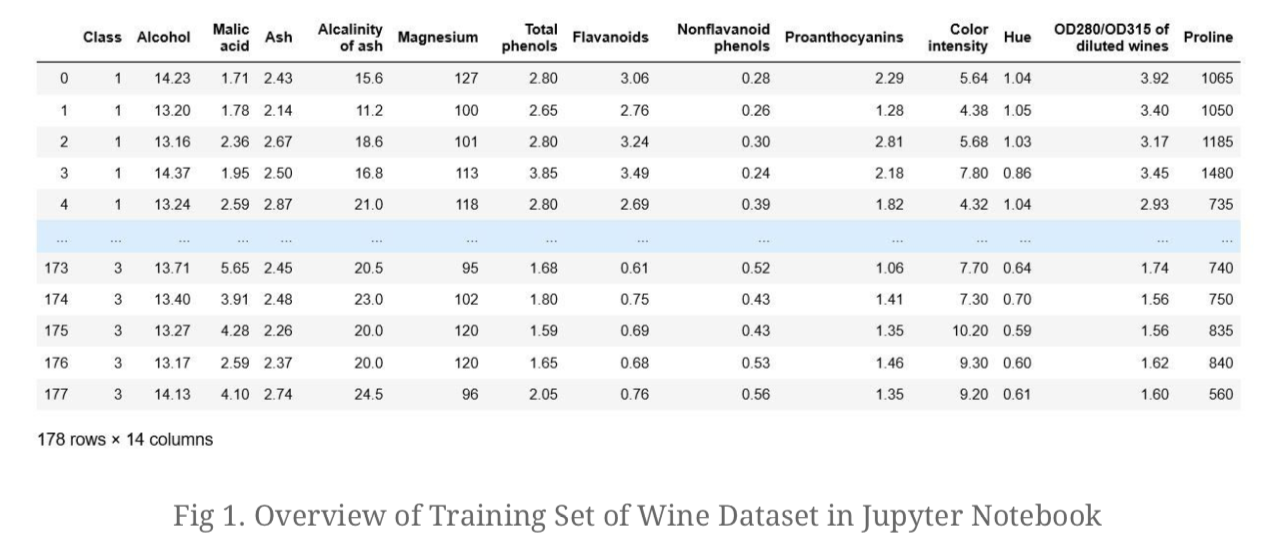 Class Alcohol Malic acid Ash Alcalinity of ash Magnesium Total phenols Flavanoids Nonflavanoid phenols Proanthocyanins Color intensity Hue OD280/OD315 of diluted wines Proline
0 1 14.23 1.71 2.43 15.6 127 2.80 3.06 0.28 2.29 5.64 1.04 3.92 1065
1 1 13.20 1.78 2.14 11.2 100 2.65 2.76 0.26 1.28 4.38 1.05 3.40 1050
2 1 13.16 2.36 2.67 18.6 101 2.80 3.24 0.30 2.81 5.68 1.03 3.17 1185
3 1 14.37 1.95 2.50 16.8 113 3.85 3.49 0.24 2.18 7.80 0.86 3.45 1480
4 1 13.24 2.59 2.87 21.0 118 2.80 2.69 0.39 1.82 4.32 1.04 2.93 735
... ... ... ... ... ... ... ... ... ... ... ... ... ... ...
173 3 13.71 5.65 2.45 20.5 95 1.68 0.61 0.52 1.06 7.70 0.64 1.74 740
174 3 13.40 3.91 2.48 23.0 102 1.80 0.75 0.43 1.41 7.30 0.70 1.56 750
175 3 13.27 4.28 2.26 20.0 120 1.59 0.69 0.43 1.35 10.20 0.59 1.56 835
176 3 13.17 2.59 2.37 20.0 120 1.65 0.68 0.53 1.46 9.30 0.60 1.62 840
177 3 14.13 4.10 2.74 24.5 96 2.05 0.76 0.56 1.35 9.20 0.61 1.60 560
178 rows × 14 columns
Fig 1. Overview of Training Set of Wine Dataset in Jupyter Notebook